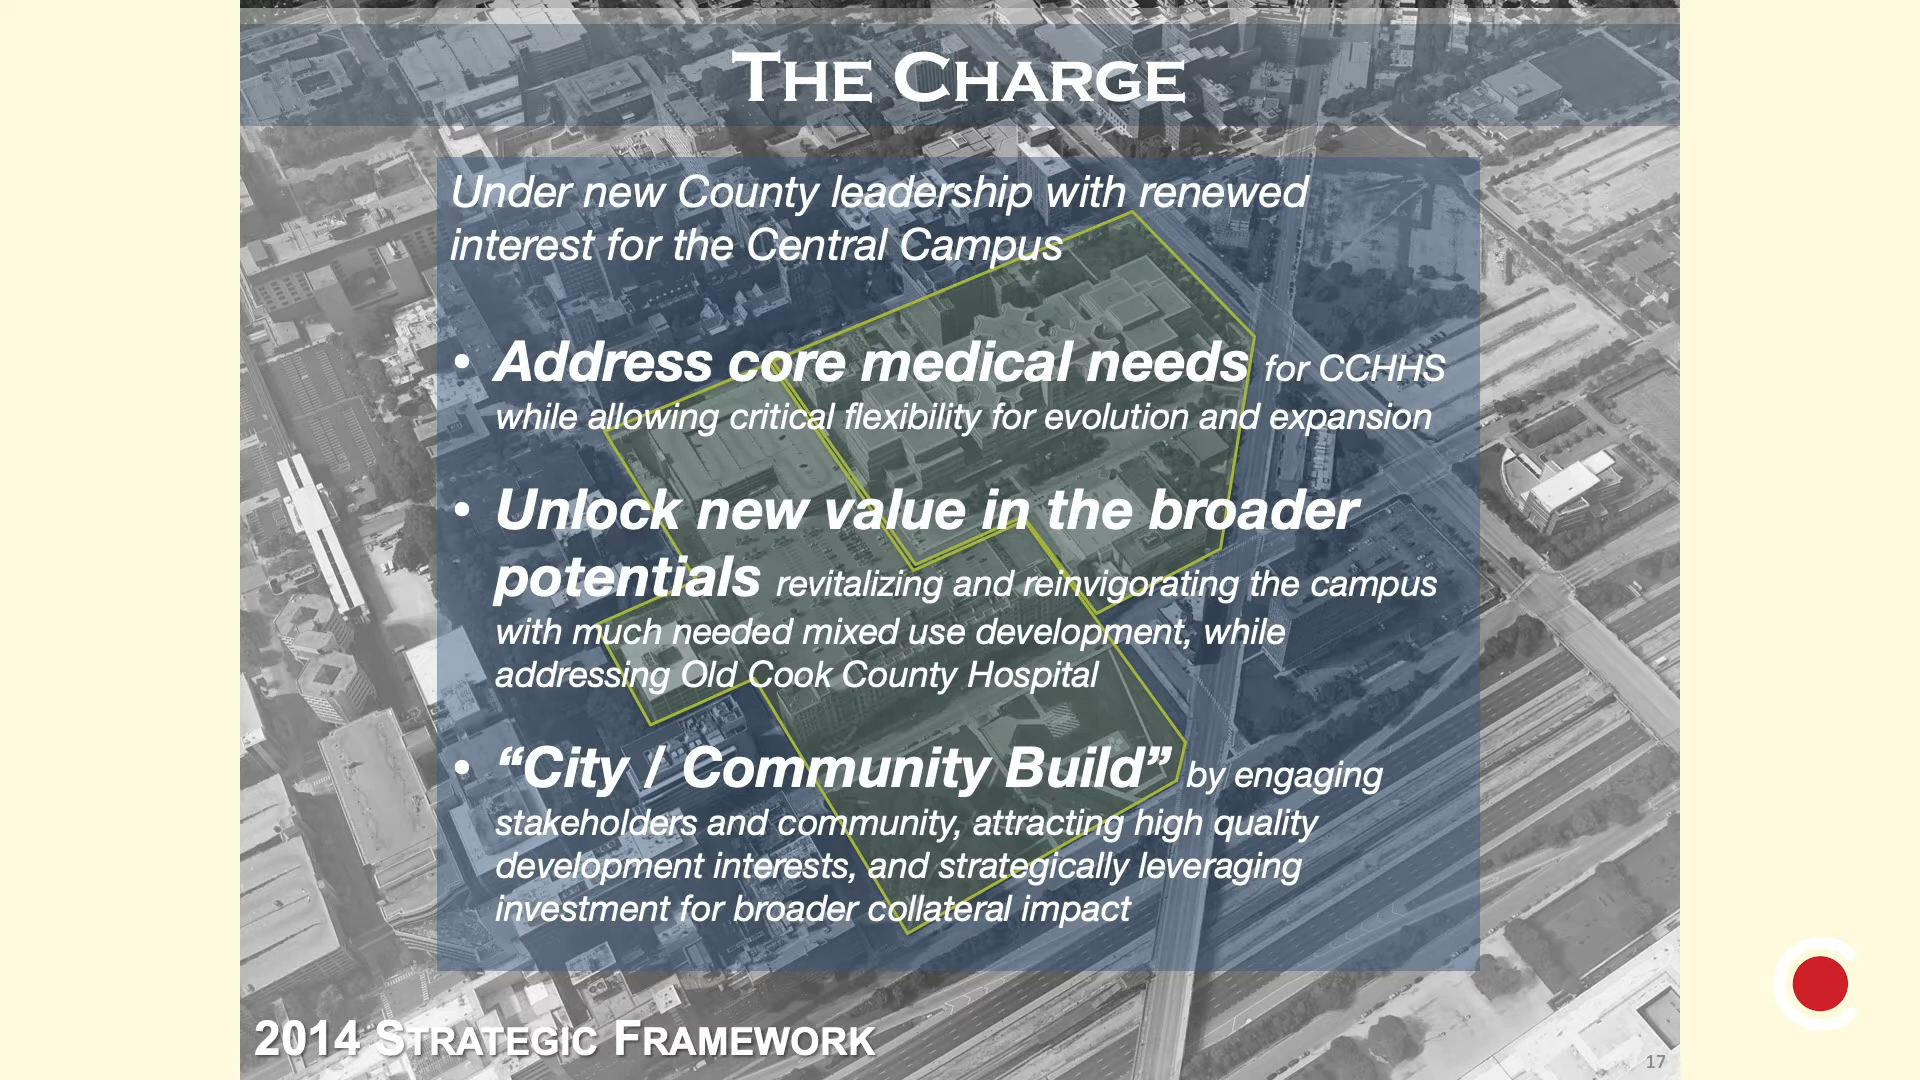 THE CHARGE
Under new County leadership with renewed
interest for the Central Campus
• Address core medical needs for CCHHS
while allowing critical flexibility for evolution and expansion
• Unlock new value in the broader
potentials revitalizing and reinvigorating the campus
with much needed mixed use development, while
addressing Old Cook County Hospital
• “City / Community Build” by engaging
stakeholders and community, attracting high quality
development interests, and strategically leveraging
investment for broader collateral impact
2014 STRATEGIC FRAMEWORK
17